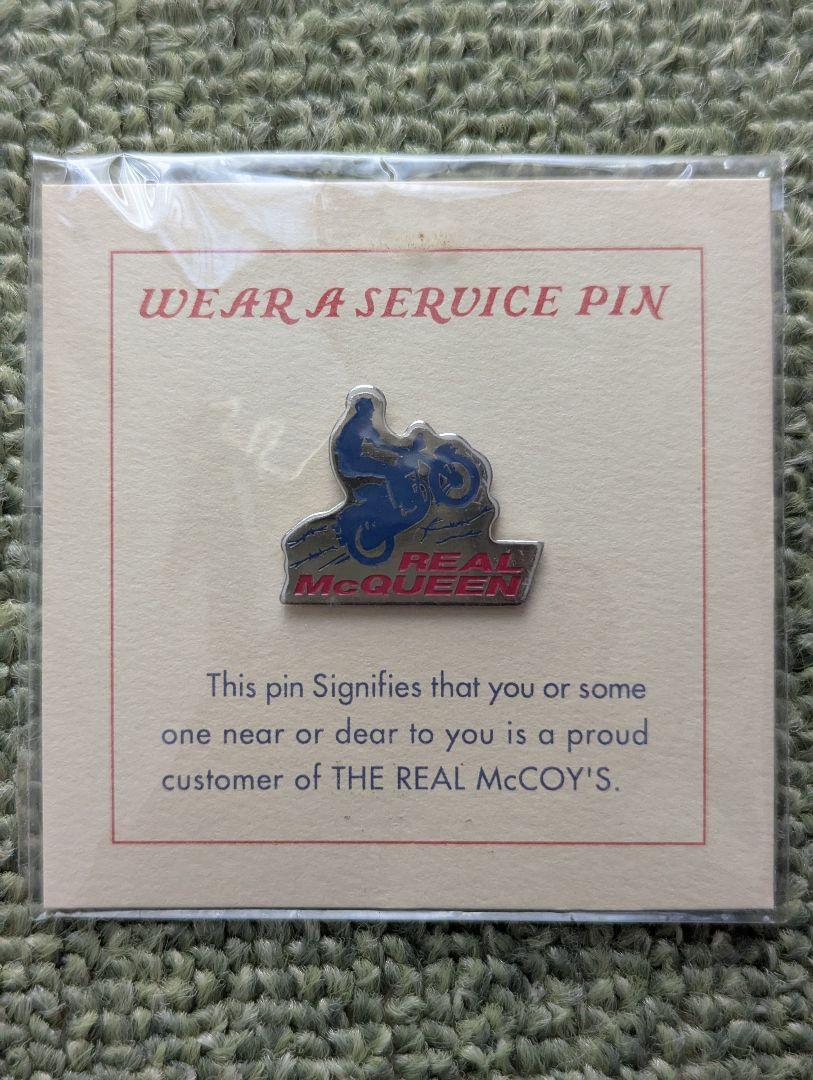 WEAR A SERVICE PIN
REAL
McQUEEN
This pin Signifies that you or some
one near or dear to you is a proud
customer of THE REAL McCOY'S.